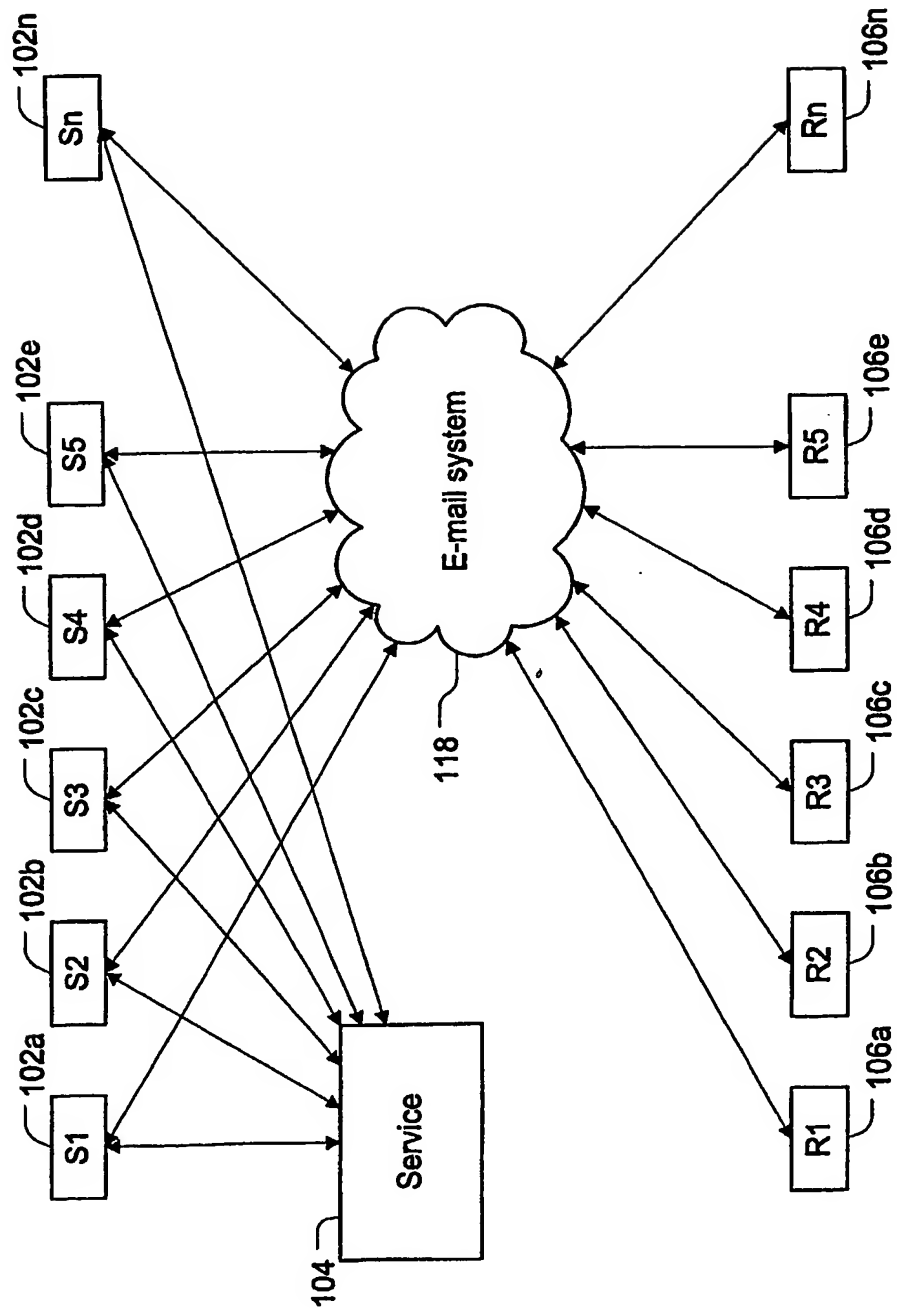 102a
102b
102c
102d
102e
102n
S1
S2
S3
S4
S5
Sn
104
Service
118
E-mail system
R1
R2
R3
R4
R5
Rn
106a
106b
106c
106d
106e
106n